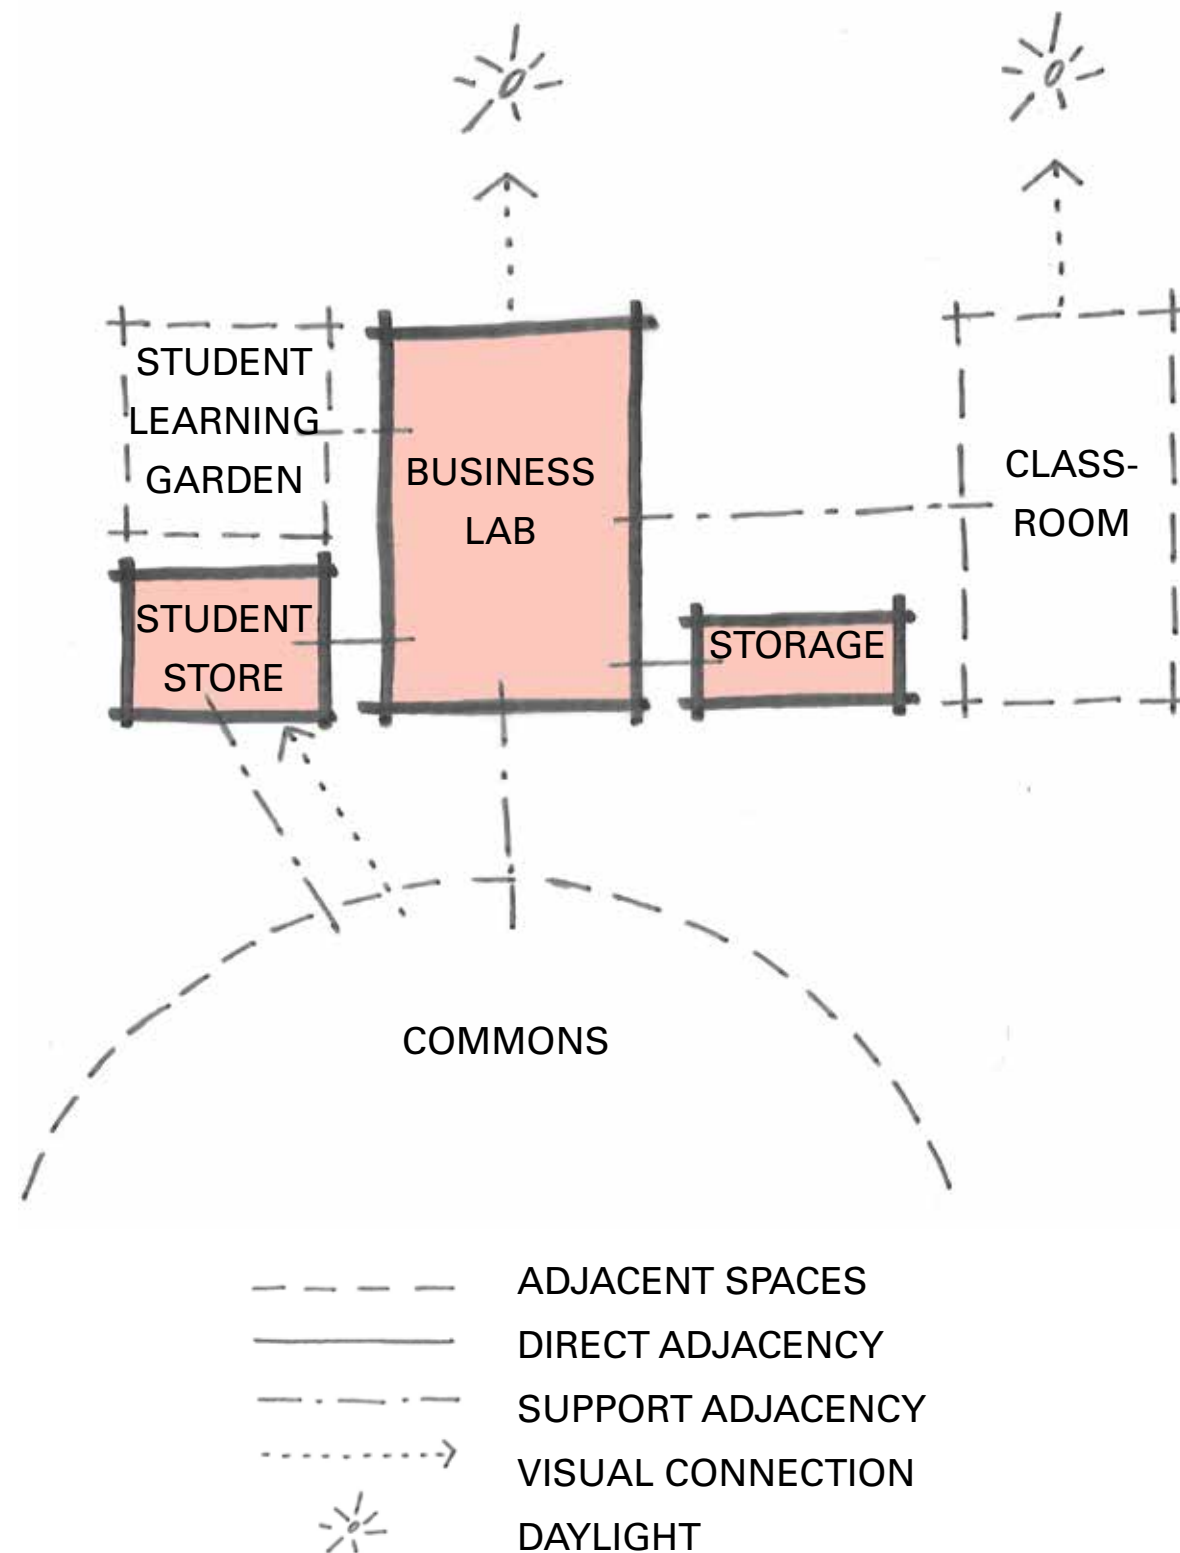 STUDENT
LEARNING
GARDEN
BUSINESS
LAB
CLASS-
ROOM
STUDENT
STORE
STORAGE
COMMONS
ADJACENT SPACES
DIRECT ADJACENCY
SUPPORT ADJACENCY
VISUAL CONNECTION
DAYLIGHT